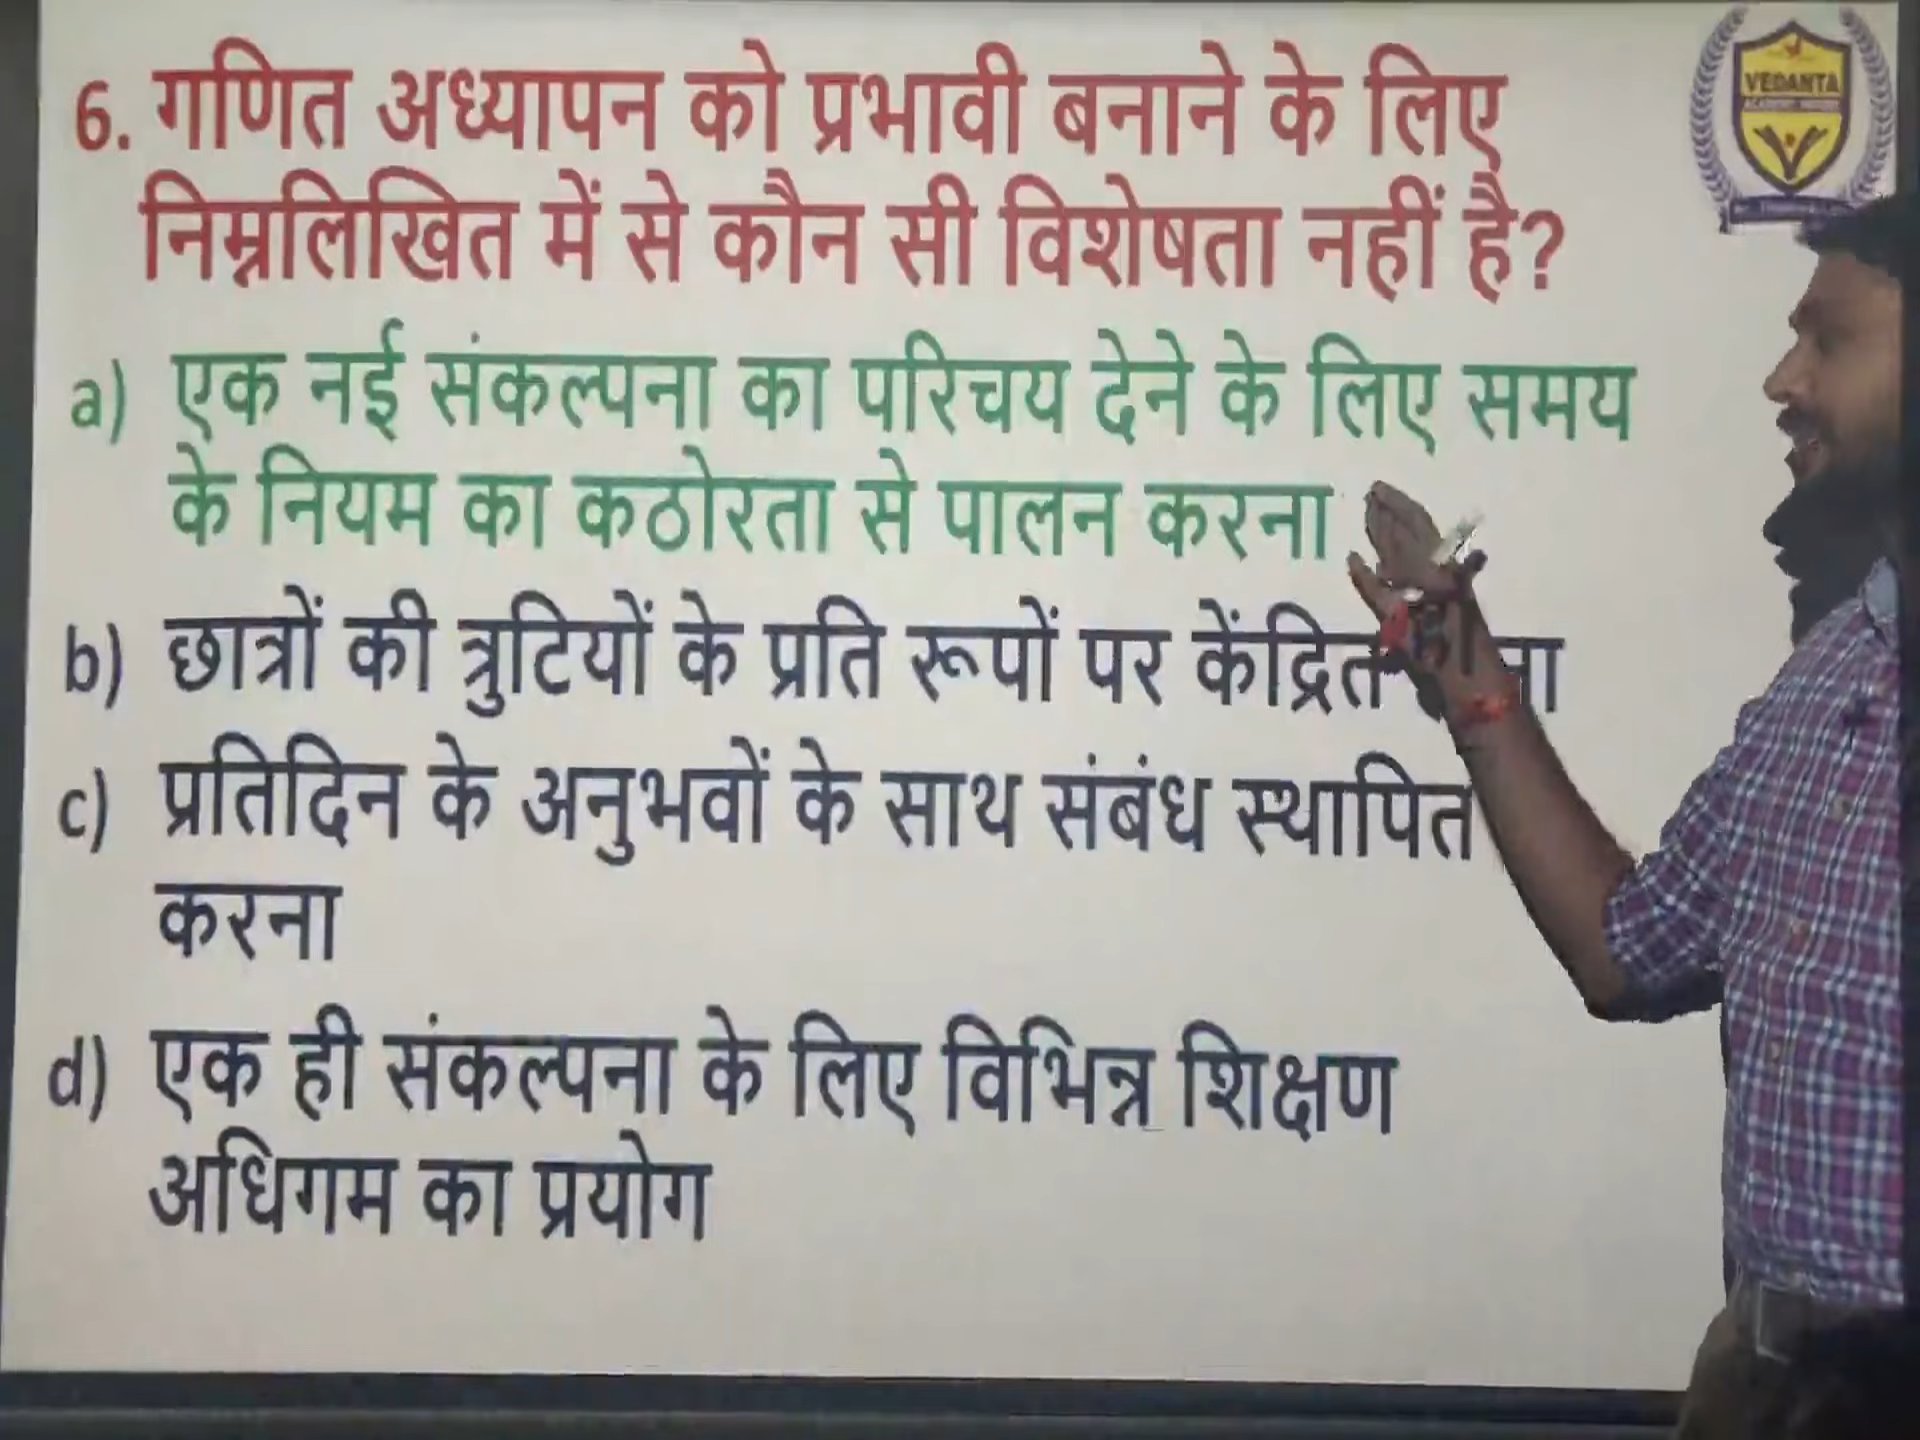 VEDANTA
6. गणित अध्यापन को प्रभावी बनाने के लिए
निम्नलिखित में से कौन सी विशेषता नहीं है?
a) एक नई संकल्पना का परिचय देने के लिए समय
के नियम का कठोरता से पालन करना
b) छात्रों की त्रुटियों के प्रति रूपों पर केंद्रित
c) प्रतिदिन के अनुभवों के साथ संबंध स्थापित
करना
d) एक ही संकल्पना के लिए विभिन्न शिक्षण
अधिगम का प्रयोग